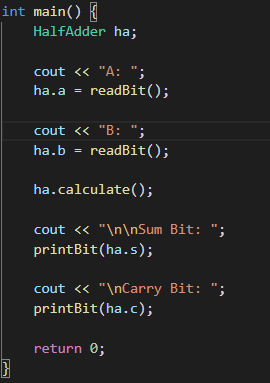 int main() {
    HalfAdder ha;
    cout << "A: ";
    ha.a = readBit();
    cout << "B: ";
    ha.b = readBit();
    ha.calculate();
    cout << "\n\nSum Bit: ";
    printBit(ha.s);
    cout << "\nCarry Bit: ";
    printBit(ha.c);
    return 0;
}